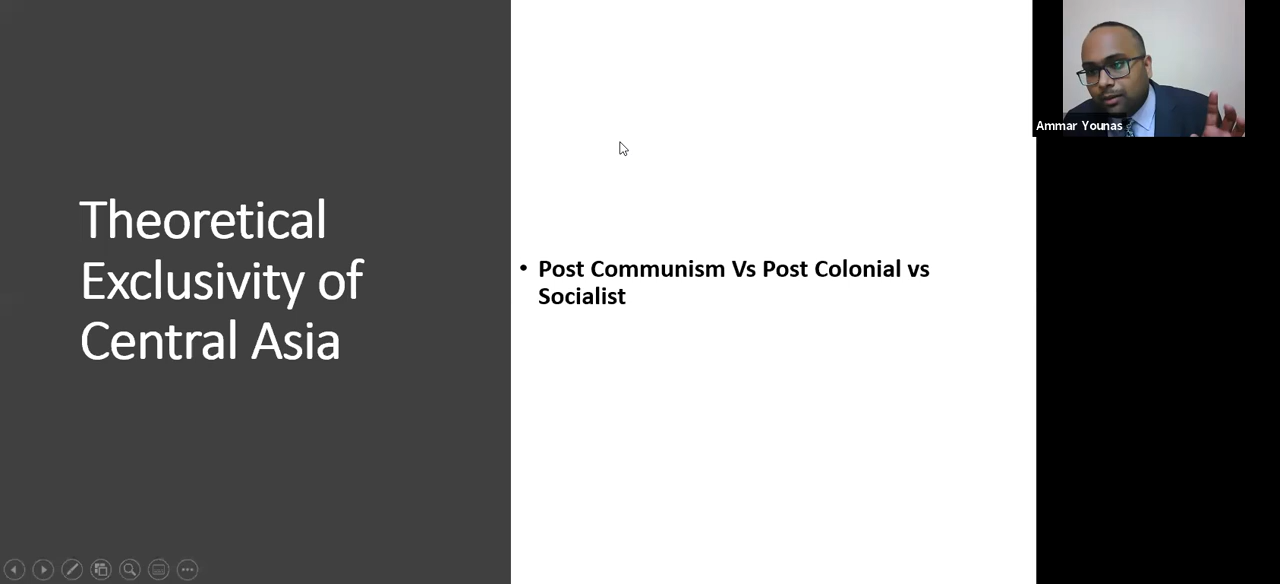 Theoretical
Exclusivity of
Central Asia
• Post Communism Vs Post Colonial vs
Socialist
Ammar Younas